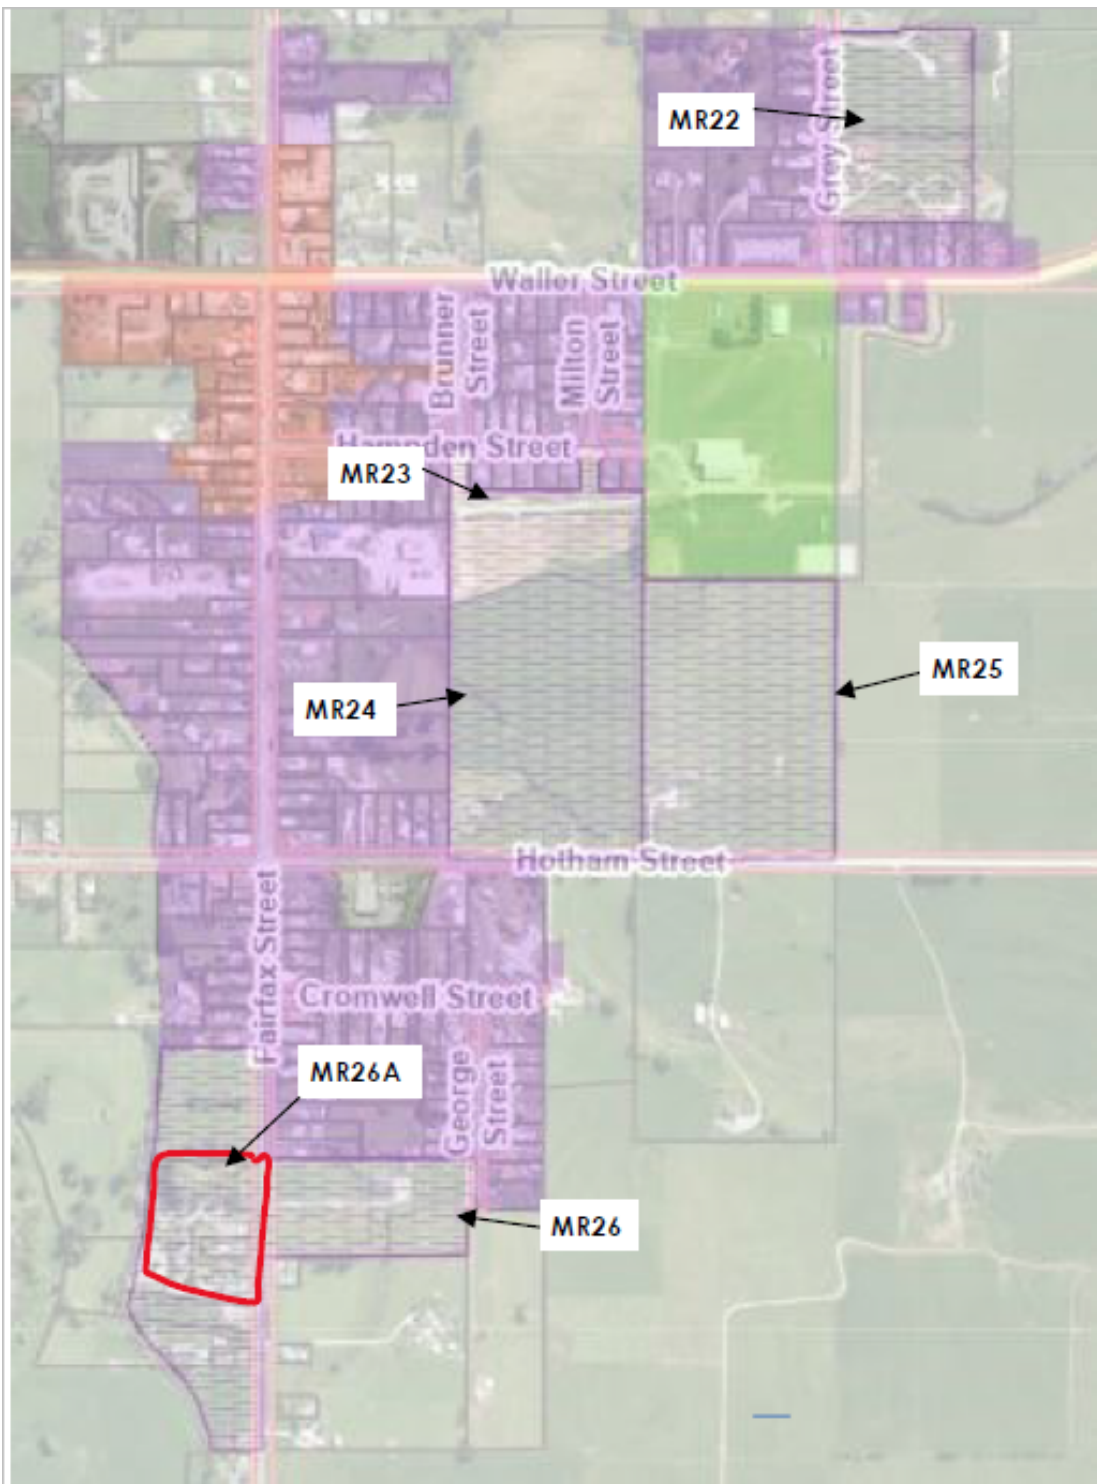 MR22
Grey Street
Waller Street
Brunner
Street
Milton
Street
Hampden Street
MR23
MR24
MR25
Hotham Street
Fairfax Street
Cromwell Street
MR26A
George
Street
MR26